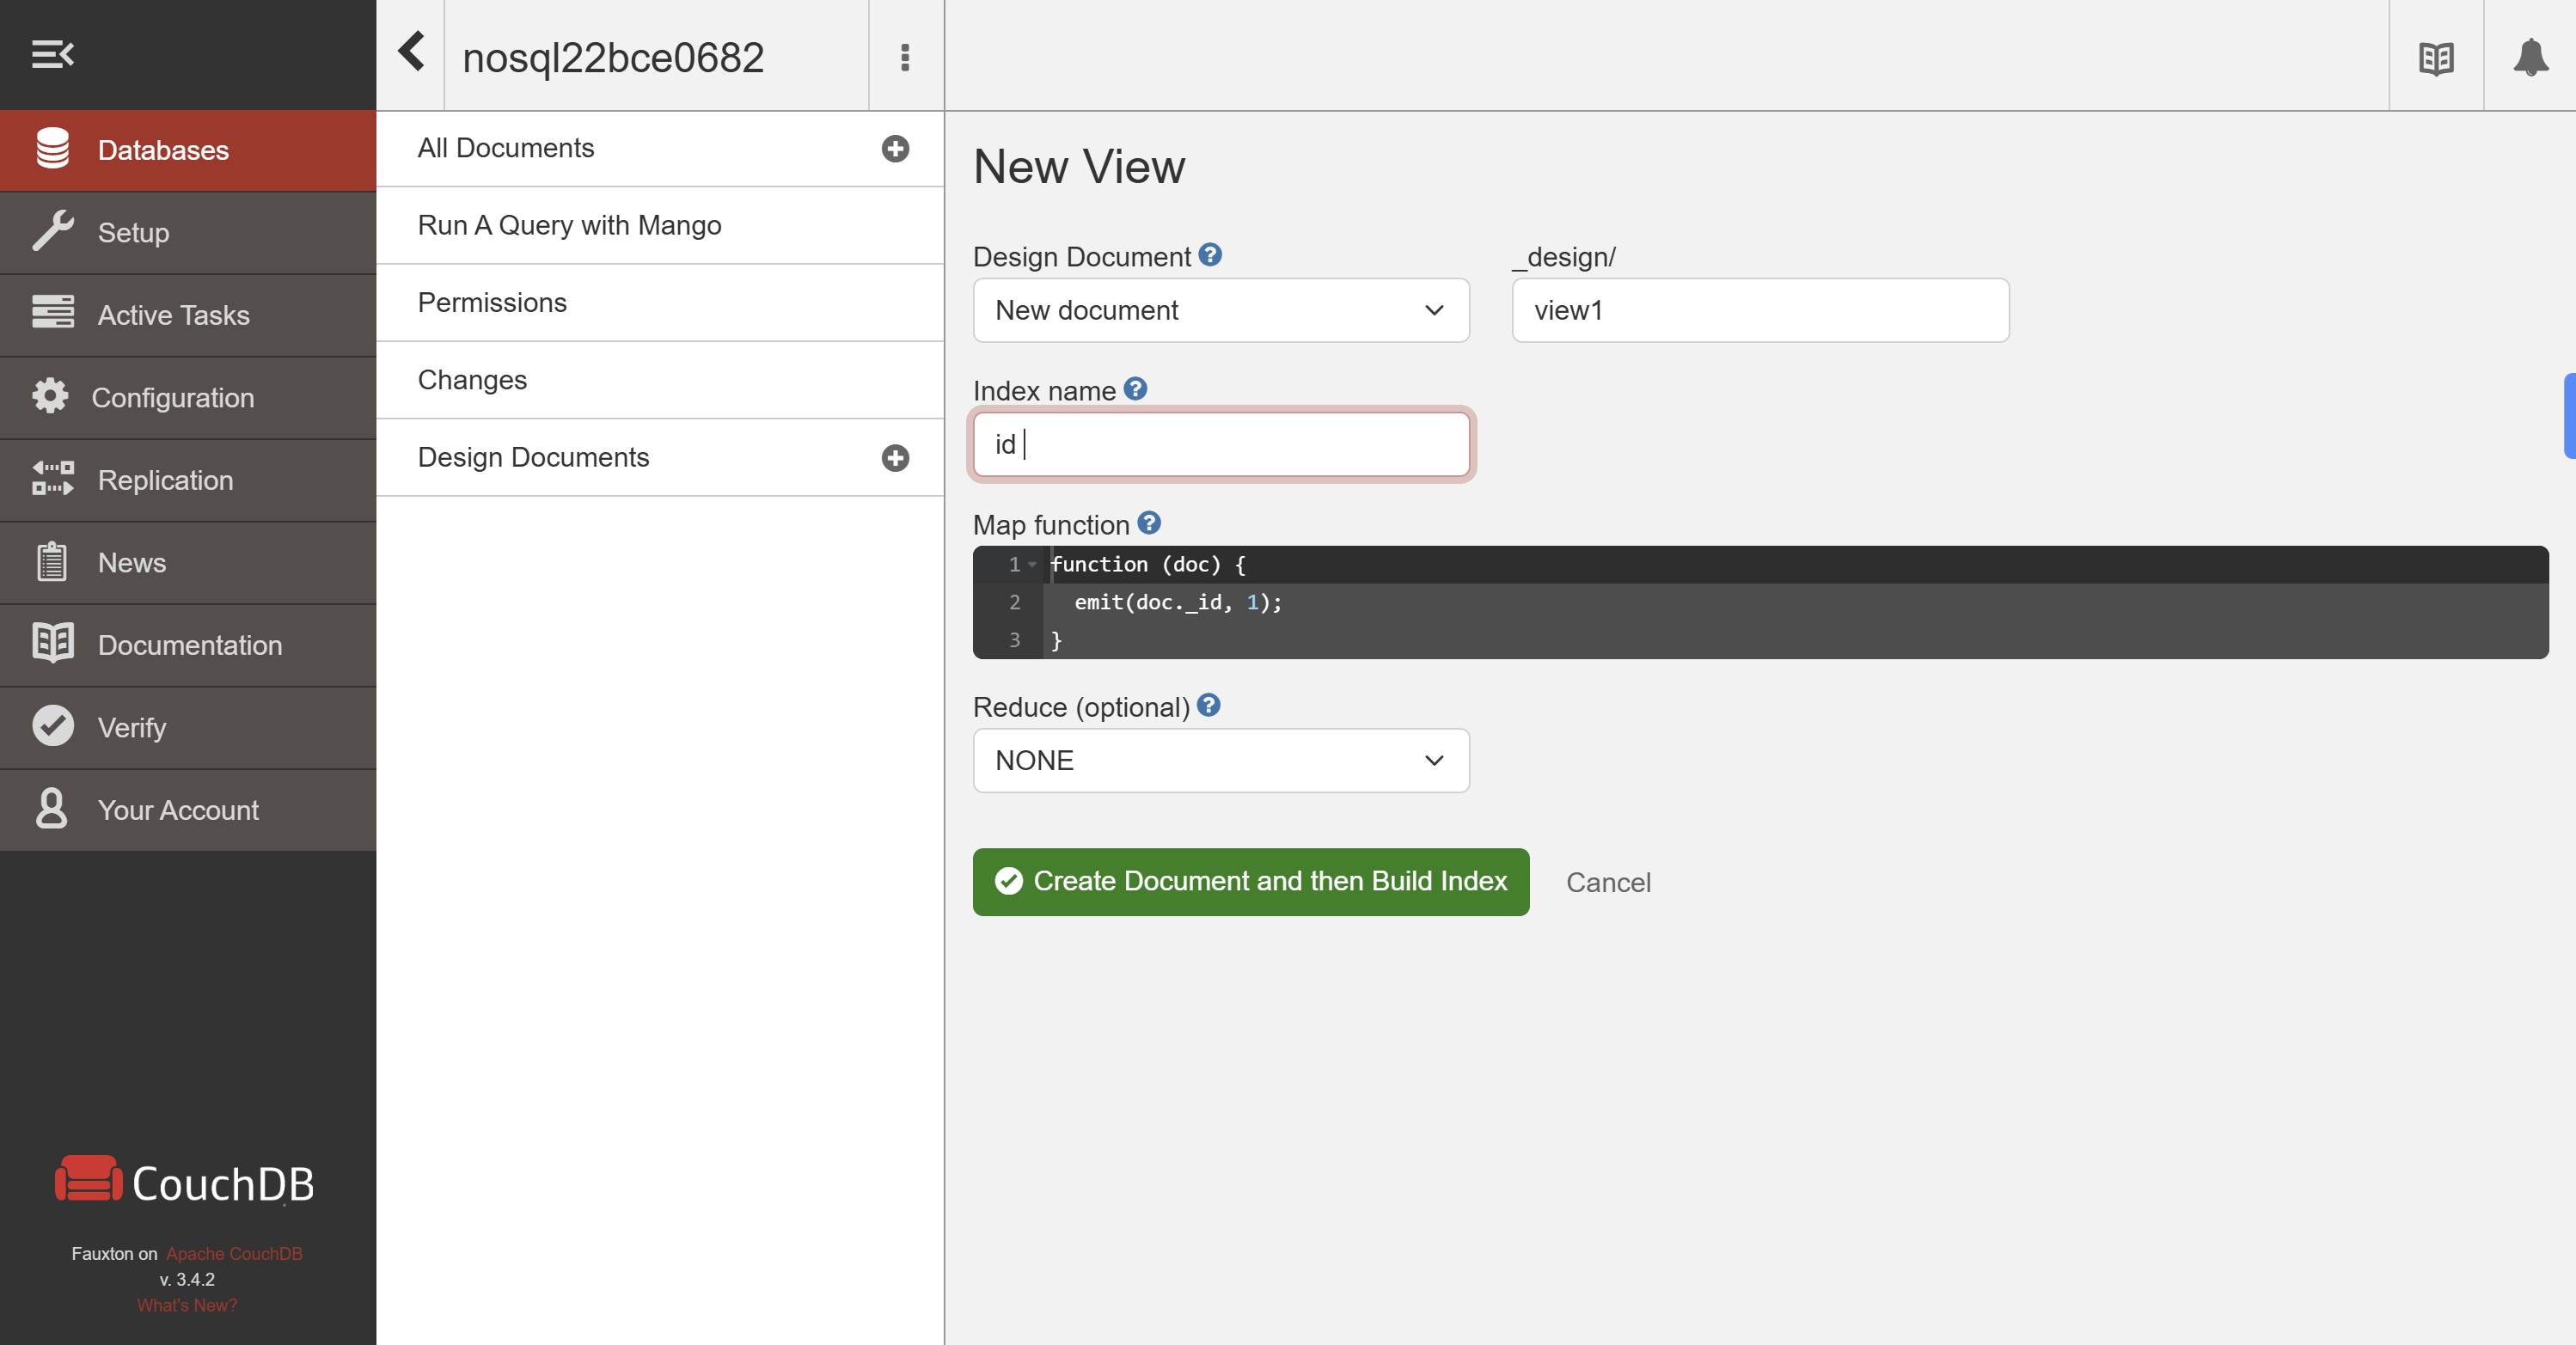 nosql22bce0682
Databases
Setup
Active Tasks
Configuration
Replication
News
Documentation
Verify
Your Account
CouchDB
Fauxton on Apache CouchDB
v. 3.4.2
What's New?
All Documents
Run A Query with Mango
Permissions
Changes
Design Documents
New View
Design Document
_design/
New document
view1
Index name
id
Map function
1 function (doc) {
2 emit(doc._id, 1);
3 }
Reduce (optional)
NONE
Create Document and then Build Index
Cancel